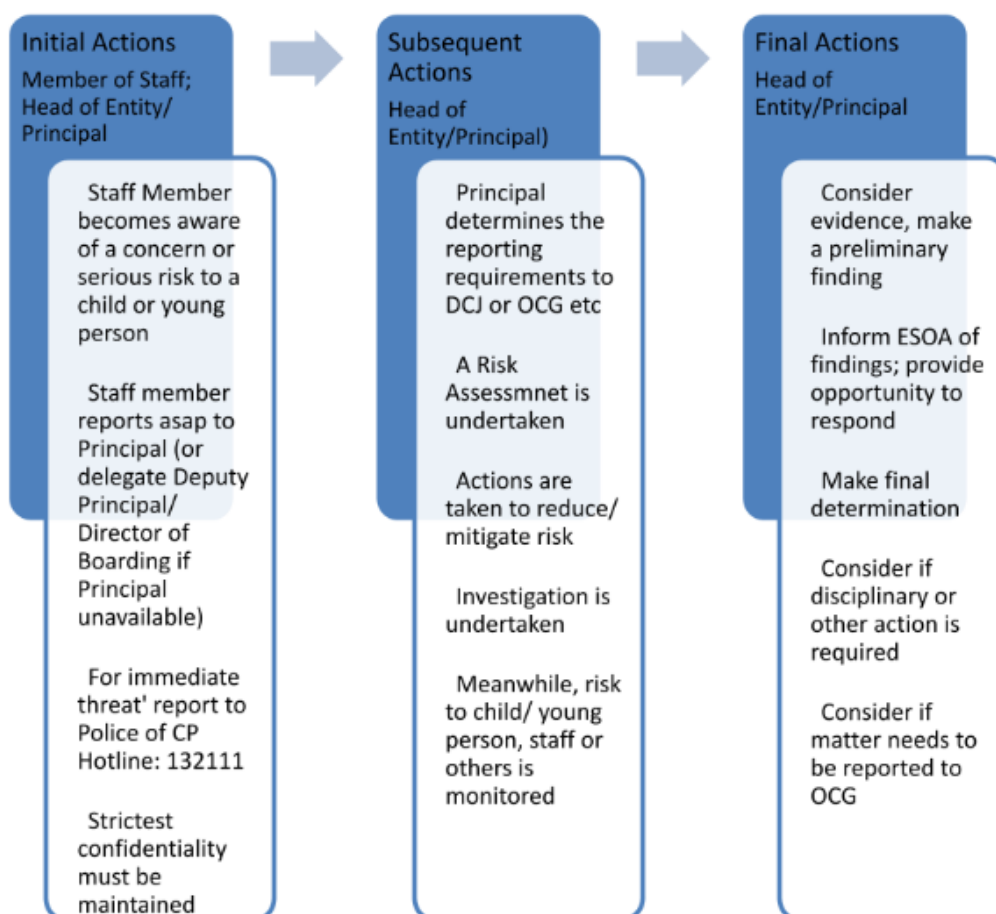 Initial Actions
Member of Staff;
Head of Entity/
Principal
Staff Member
becomes aware
of a concern or
serious risk to a
child or young
person
Staff member
reports asap to
Principal (or
delegate Deputy
Principal/
Director of
Boarding if
Principal
unavailable)
For immediate
threat' report to
Police of CP
Hotline: 132111
Strictest
confidentiality
must be
maintained
Subsequent
Actions
Head of
Entity/Principal)
Principal
determines the
reporting
requirements to
DCJ or OCG etc
A Risk
Assessmnet is
undertaken
Actions are
taken to reduce/
mitigate risk
Investigation is
undertaken
Meanwhile, risk
to child/ young
person, staff or
others is
monitored
Final Actions
Head of
Entity/Principal
Consider
evidence, make
a preliminary
finding
Inform ESOA of
findings; provide
opportunity to
respond
Make final
determination
Consider if
disciplinary or
other action is
required
Consider if
matter needs to
be reported to
OCG